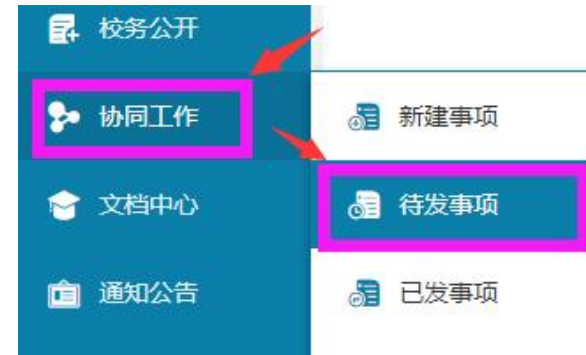 校务公开
协同工作
新建事项
文档中心
待发事项
通知公告
已发事项